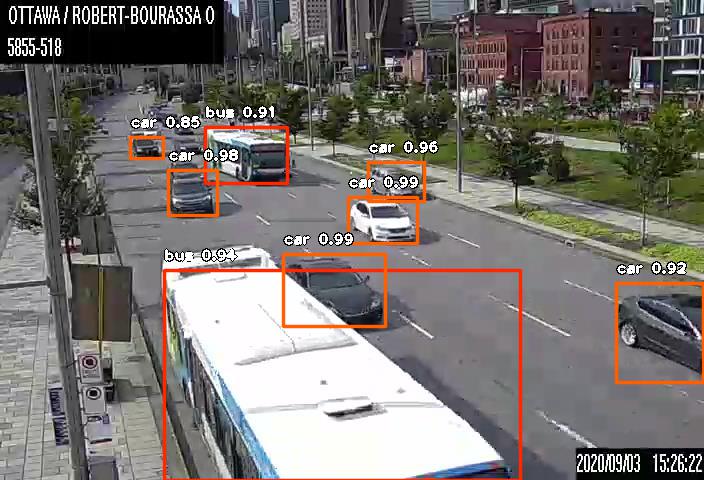 OTTAWA / ROBERT-BOURASSA O
5855-518
bus 0.91
car 0.85
car 0.96
car 0.98
car 0.99
car 0.99
bus 0.94
car 0.92
2020/09/03 15:26:22